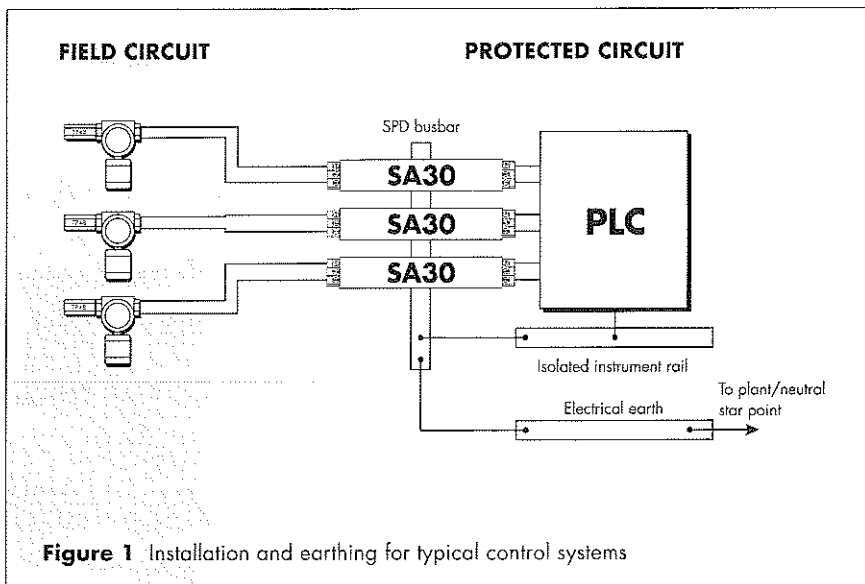 FIELD CIRCUIT
PROTECTED CIRCUIT
SPD busbar
SA30
SA30
SA30
PLC
Isolated instrument rail
Electrical earth
To plant/neutral
star point
Figure 1 Installation and earthing for typical control systems